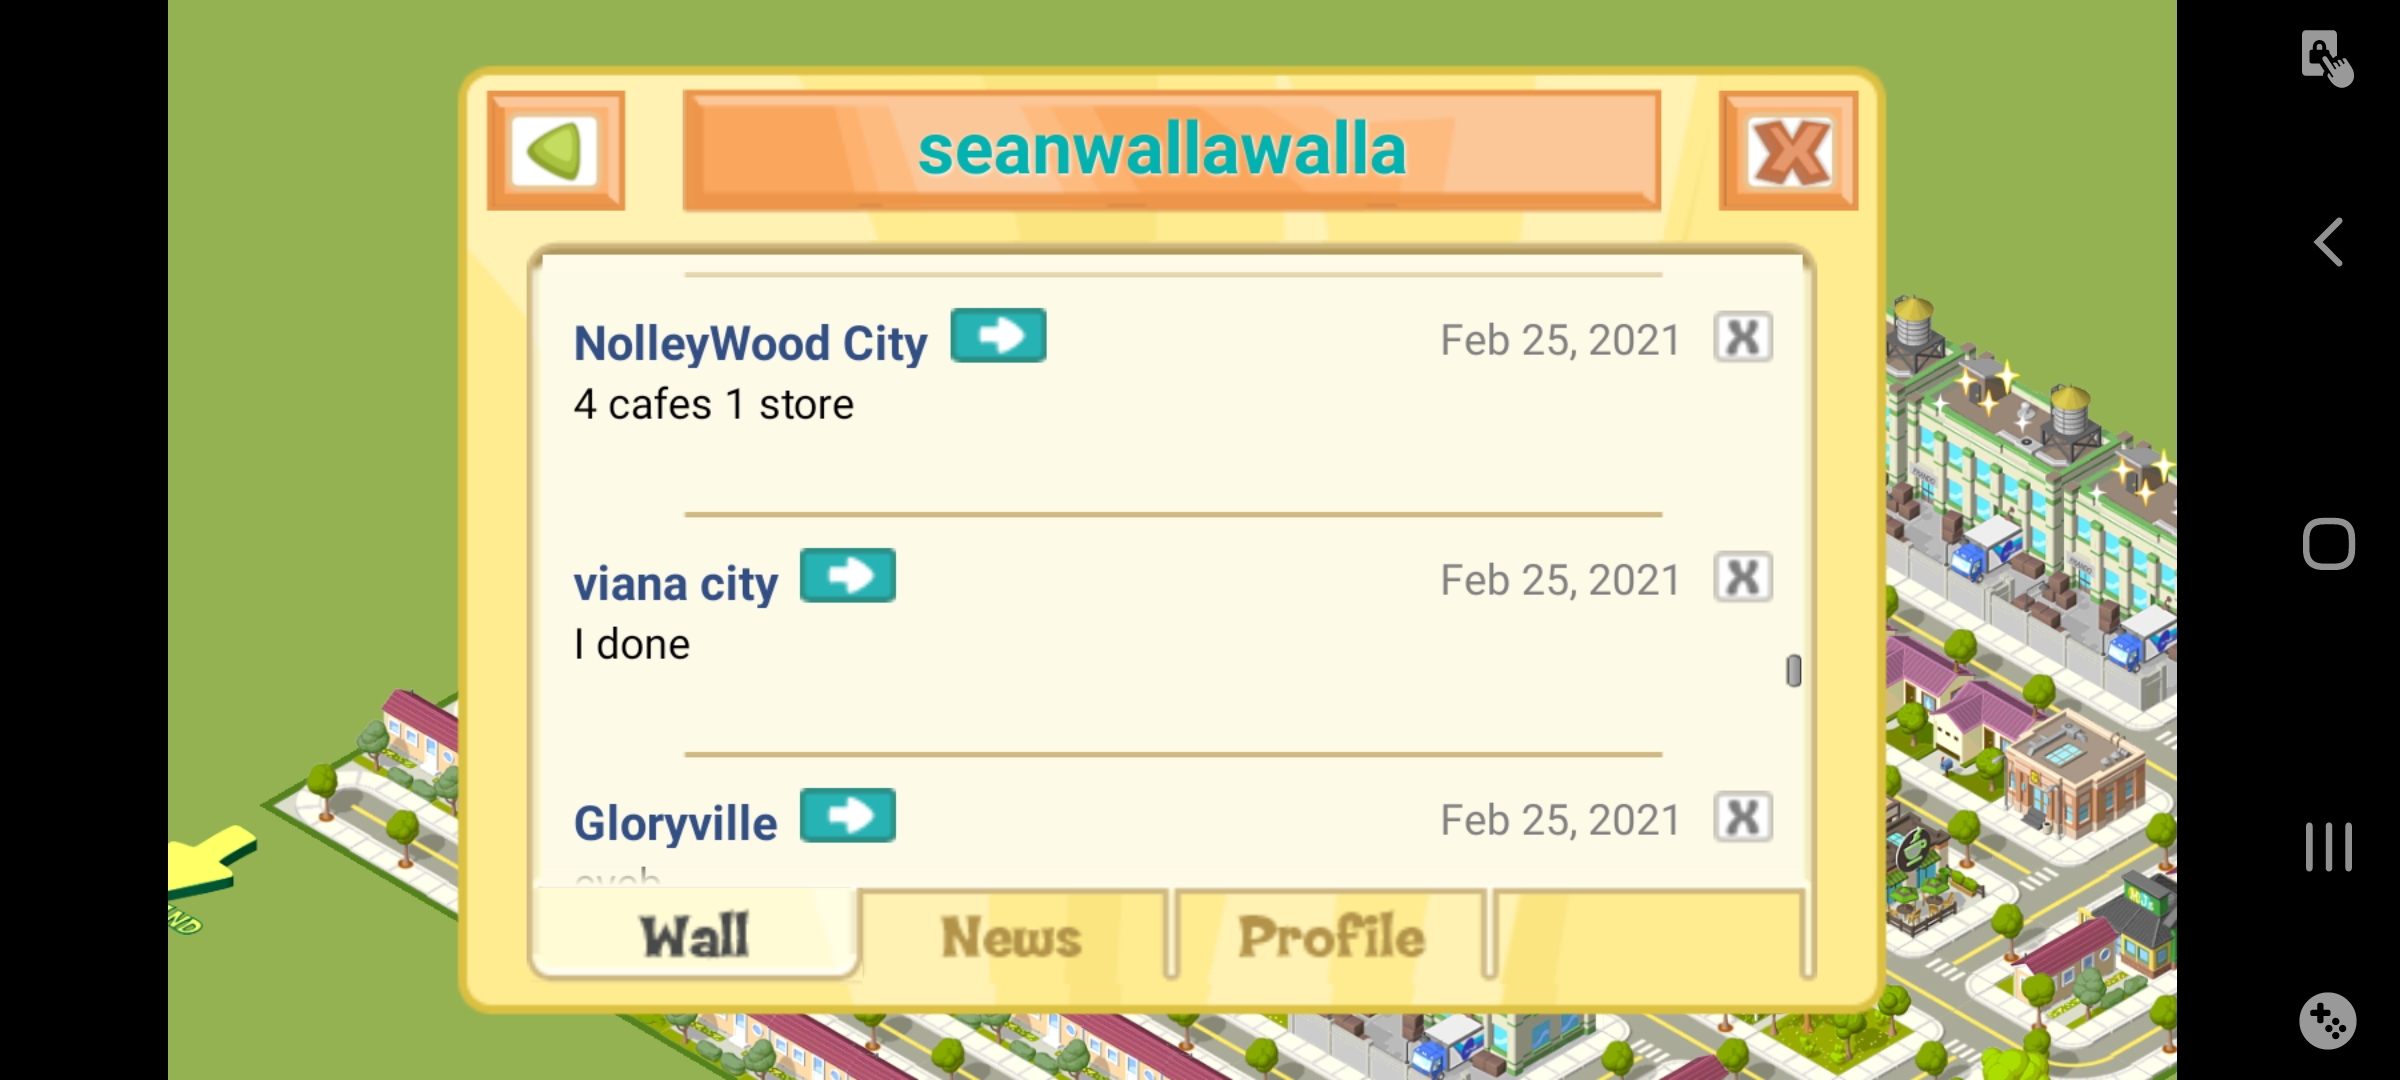 seanwallawalla
NolleyWood City
Feb 25, 2021
4 cafes 1 store
viana city
Feb 25, 2021
I done
Gloryville
Feb 25, 2021
Wall
News
Profile